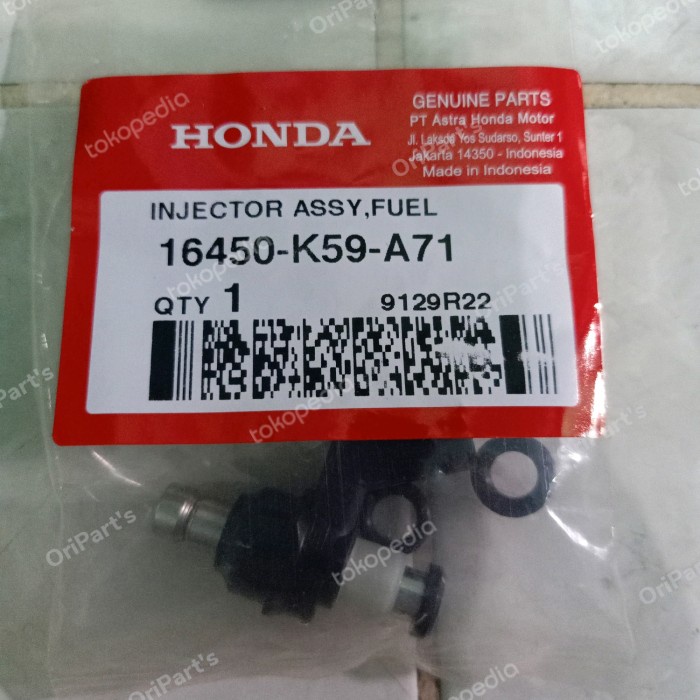 GENUINE PARTS
PT Astra Honda Motor
Jl. Laksda Yos Sudarso, Sunter 1
Jakarta 14350 - Indonesia
Made in Indonesia
HONDA
INJECTOR ASSY,FUEL
16450-K59-A71
QTY 1 9129R22
tokopedia
OriPart's